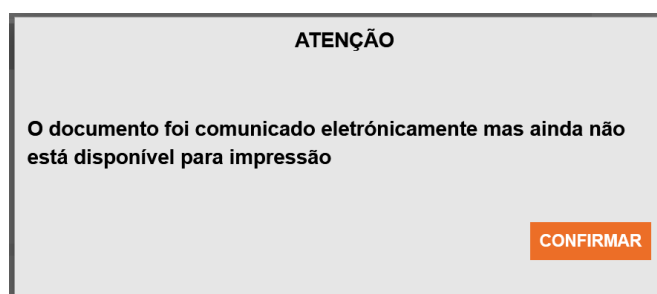 ATENÇÃO
O documento foi comunicado eletrónicamente mas ainda não
está disponível para impressão
CONFIRMAR